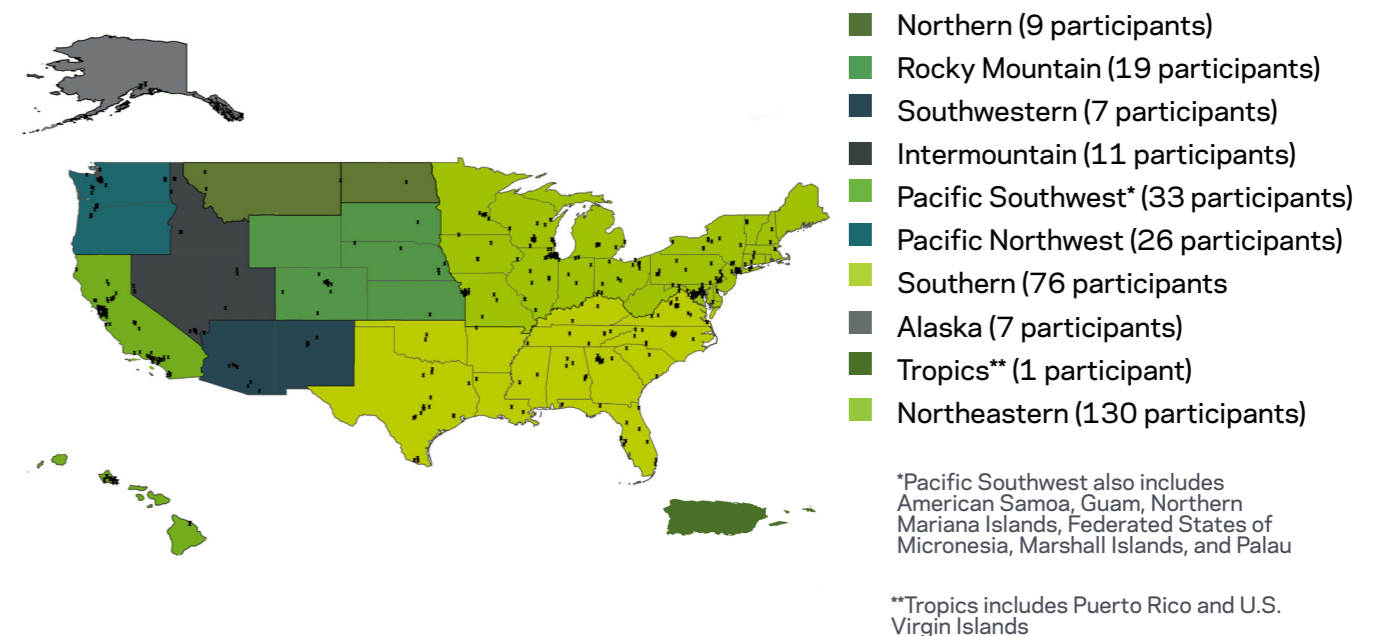 Northern (9 participants)
Rocky Mountain (19 participants)
Southwestern (7 participants)
Intermountain (11 participants)
Pacific Southwest* (33 participants)
Pacific Northwest (26 participants)
Southern (76 participants
Alaska (7 participants)
Tropics** (1 participant)
Northeastern (130 participants)
*Pacific Southwest also includes
American Samoa, Guam, Northern
Mariana Islands, Federated States of
Micronesia, Marshall Islands, and Palau
**Tropics includes Puerto Rico and U.S.
Virgin Islands